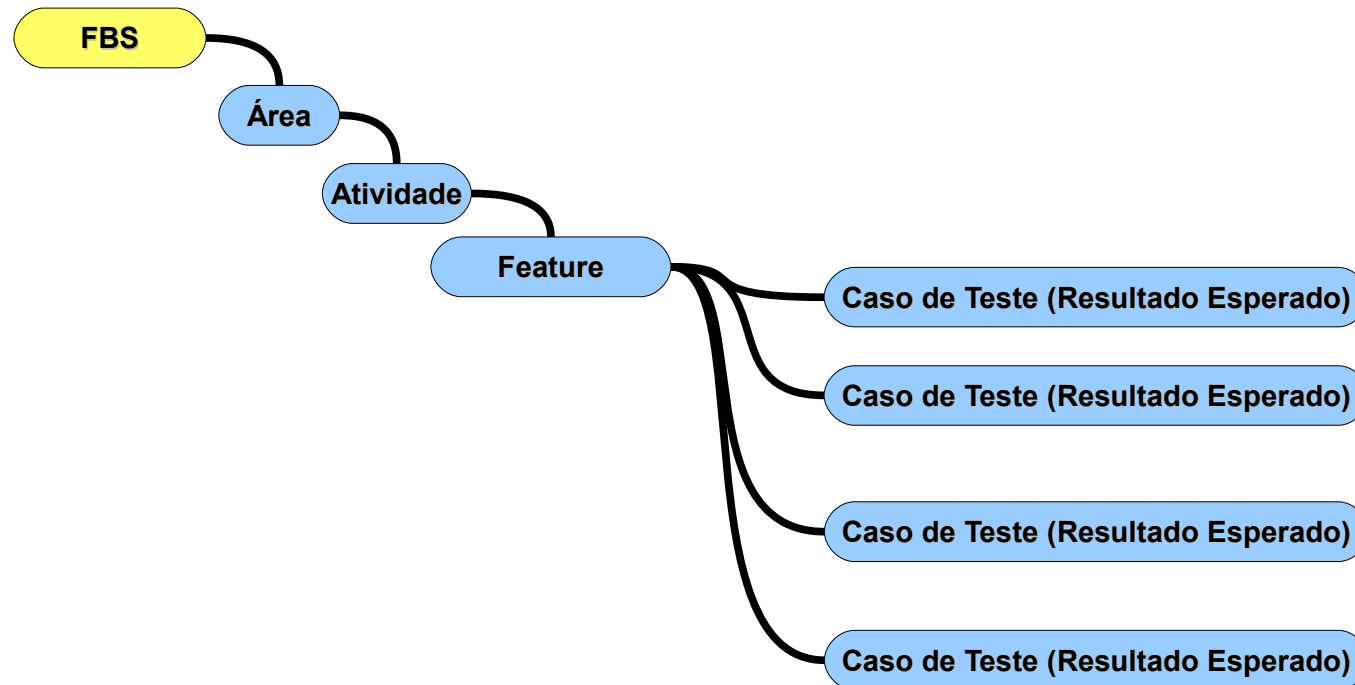 FBS
Área
Atividade
Feature
Caso de Teste (Resultado Esperado)
Caso de Teste (Resultado Esperado)
Caso de Teste (Resultado Esperado)
Caso de Teste (Resultado Esperado)